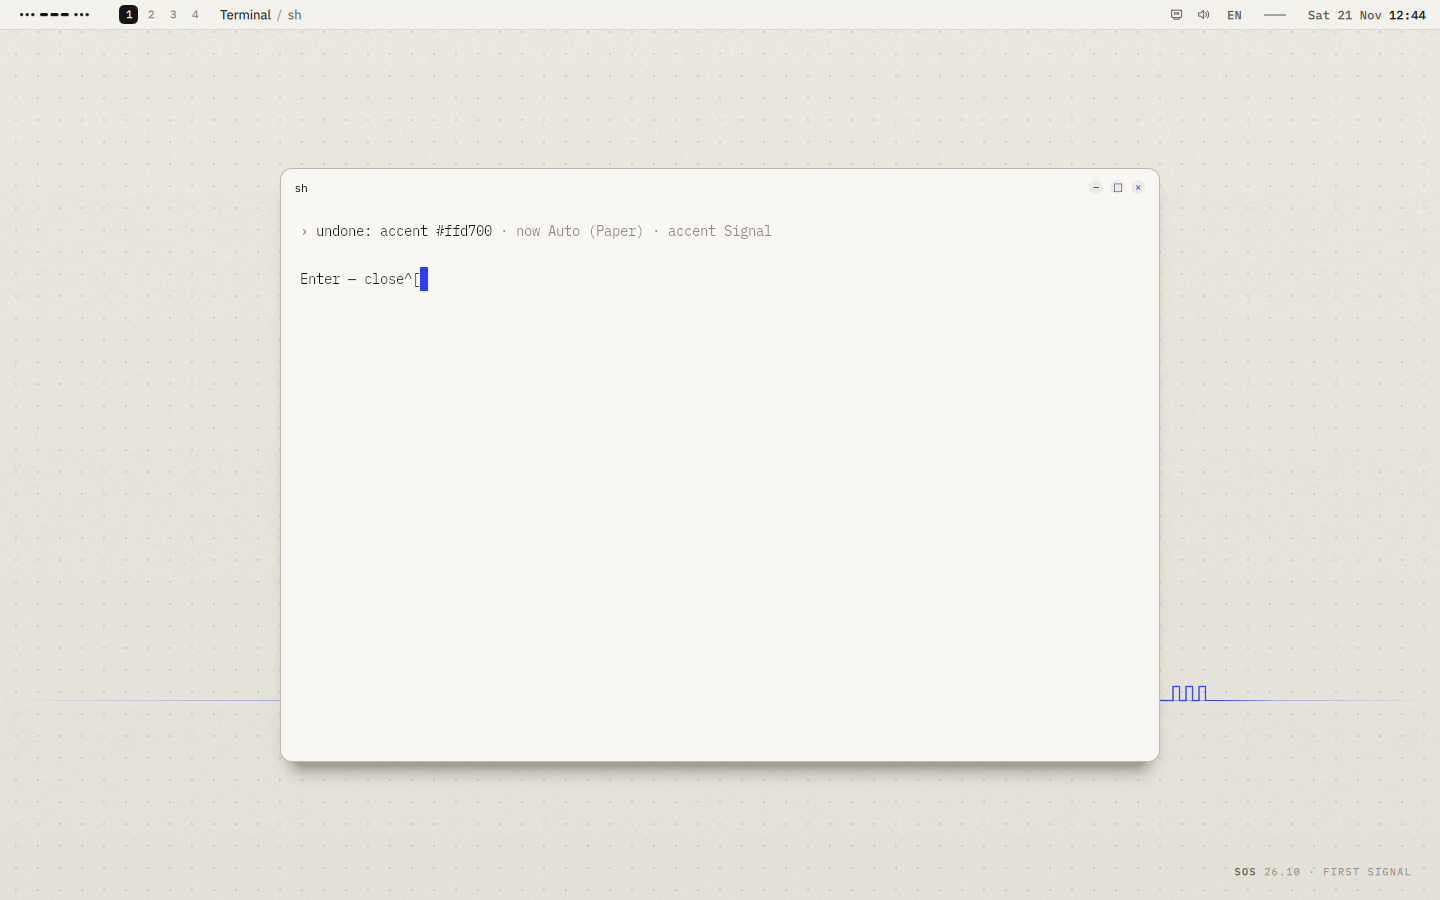 1 2 3 4 Terminal / sh EN Sat 21 Nov 12:44
sh
› undone: accent #ffd700 · now Auto (Paper) · accent Signal
Enter — close^[
SOS 26.10 · FIRST SIGNAL